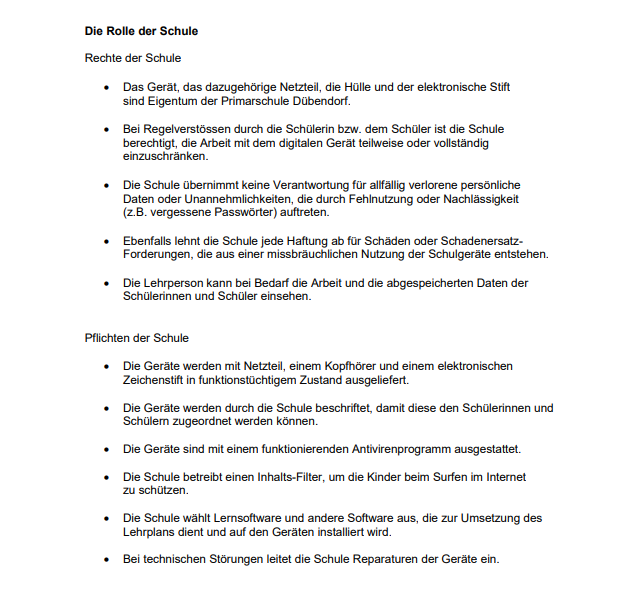 Die Rolle der Schule
Rechte der Schule
• Das Gerät, das dazugehörige Netzteil, die Hülle und der elektronische Stift
sind Eigentum der Primarschule Dübendorf.
• Bei Regelverstössen durch die Schülerin bzw. dem Schüler ist die Schule
berechtigt, die Arbeit mit dem digitalen Gerät teilweise oder vollständig
einzuschränken.
• Die Schule übernimmt keine Verantwortung für allfällig verlorene persönliche
Daten oder Unannehmlichkeiten, die durch Fehlnutzung oder Nachlässigkeit
(z.B. vergessene Passwörter) auftreten.
• Ebenfalls lehnt die Schule jede Haftung ab für Schäden oder Schadenersatz-
Forderungen, die aus einer missbräuchlichen Nutzung der Schulgeräte entstehen.
• Die Lehrperson kann bei Bedarf die Arbeit und die abgespeicherten Daten der
Schülerinnen und Schüler einsehen.
Pflichten der Schule
• Die Geräte werden mit Netzteil, einem Kopfhörer und einem elektronischen
Zeichenstift in funktionstüchtigem Zustand ausgeliefert.
• Die Geräte werden durch die Schule beschriftet, damit diese den Schülerinnen und
Schülern zugeordnet werden können.
• Die Geräte sind mit einem funktionierenden Antivirenprogramm ausgestattet.
• Die Schule betreibt einen Inhalts-Filter, um die Kinder beim Surfen im Internet
zu schützen.
• Die Schule wählt Lernsoftware und andere Software aus, die zur Umsetzung des
Lehrplans dient und auf den Geräten installiert wird.
• Bei technischen Störungen leitet die Schule Reparaturen der Geräte ein.